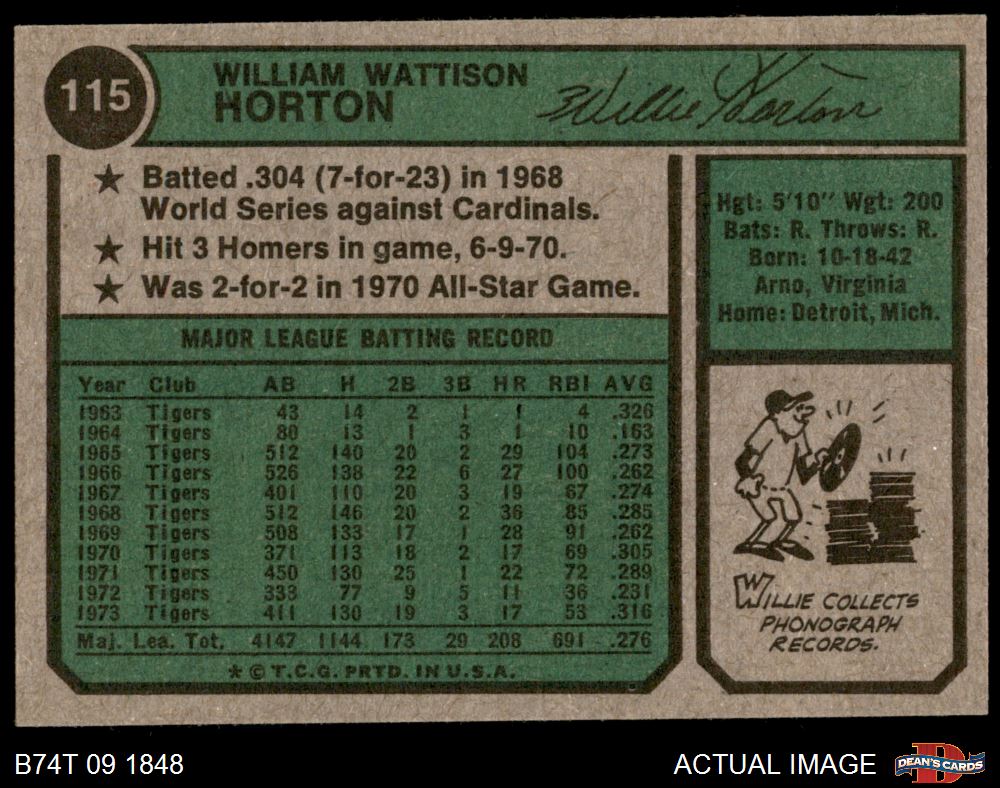 115
WILLIAM WATTISON
HORTON
Willie Horton
★ Batted .304 (7-for-23) in 1968
World Series against Cardinals.
★ Hit 3 Homers in game, 6-9-70.
★ Was 2-for-2 in 1970 All-Star Game.
Hgt: 5'10" Wgt: 200
Bats: R. Throws: R.
Born: 10-18-42
Arno, Virginia
Home: Detroit, Mich.
MAJOR LEAGUE BATTING RECORD
Year Club AB H 2B 3B HR RBI AVG
1963 Tigers 43 14 2 1 1 4 .326
1964 Tigers 80 13 1 3 1 10 .163
1965 Tigers 512 140 20 2 29 104 .273
1966 Tigers 526 138 22 6 27 100 .262
1967 Tigers 401 110 20 3 19 67 .274
1968 Tigers 512 146 20 2 36 85 .285
1969 Tigers 508 133 17 1 28 91 .262
1970 Tigers 371 113 18 2 17 69 .305
1971 Tigers 450 130 25 1 22 72 .289
1972 Tigers 333 77 9 5 11 36 .231
1973 Tigers 411 130 19 3 17 53 .316
Maj. Lea. Tot. 4147 1144 173 29 208 691 .276
* © T.C.G. PRTD. IN U.S.A.
WILLIE COLLECTS
PHONOGRAPH
RECORDS.
B74T 09 1848
ACTUAL IMAGE
D
DEAN'S CARDS